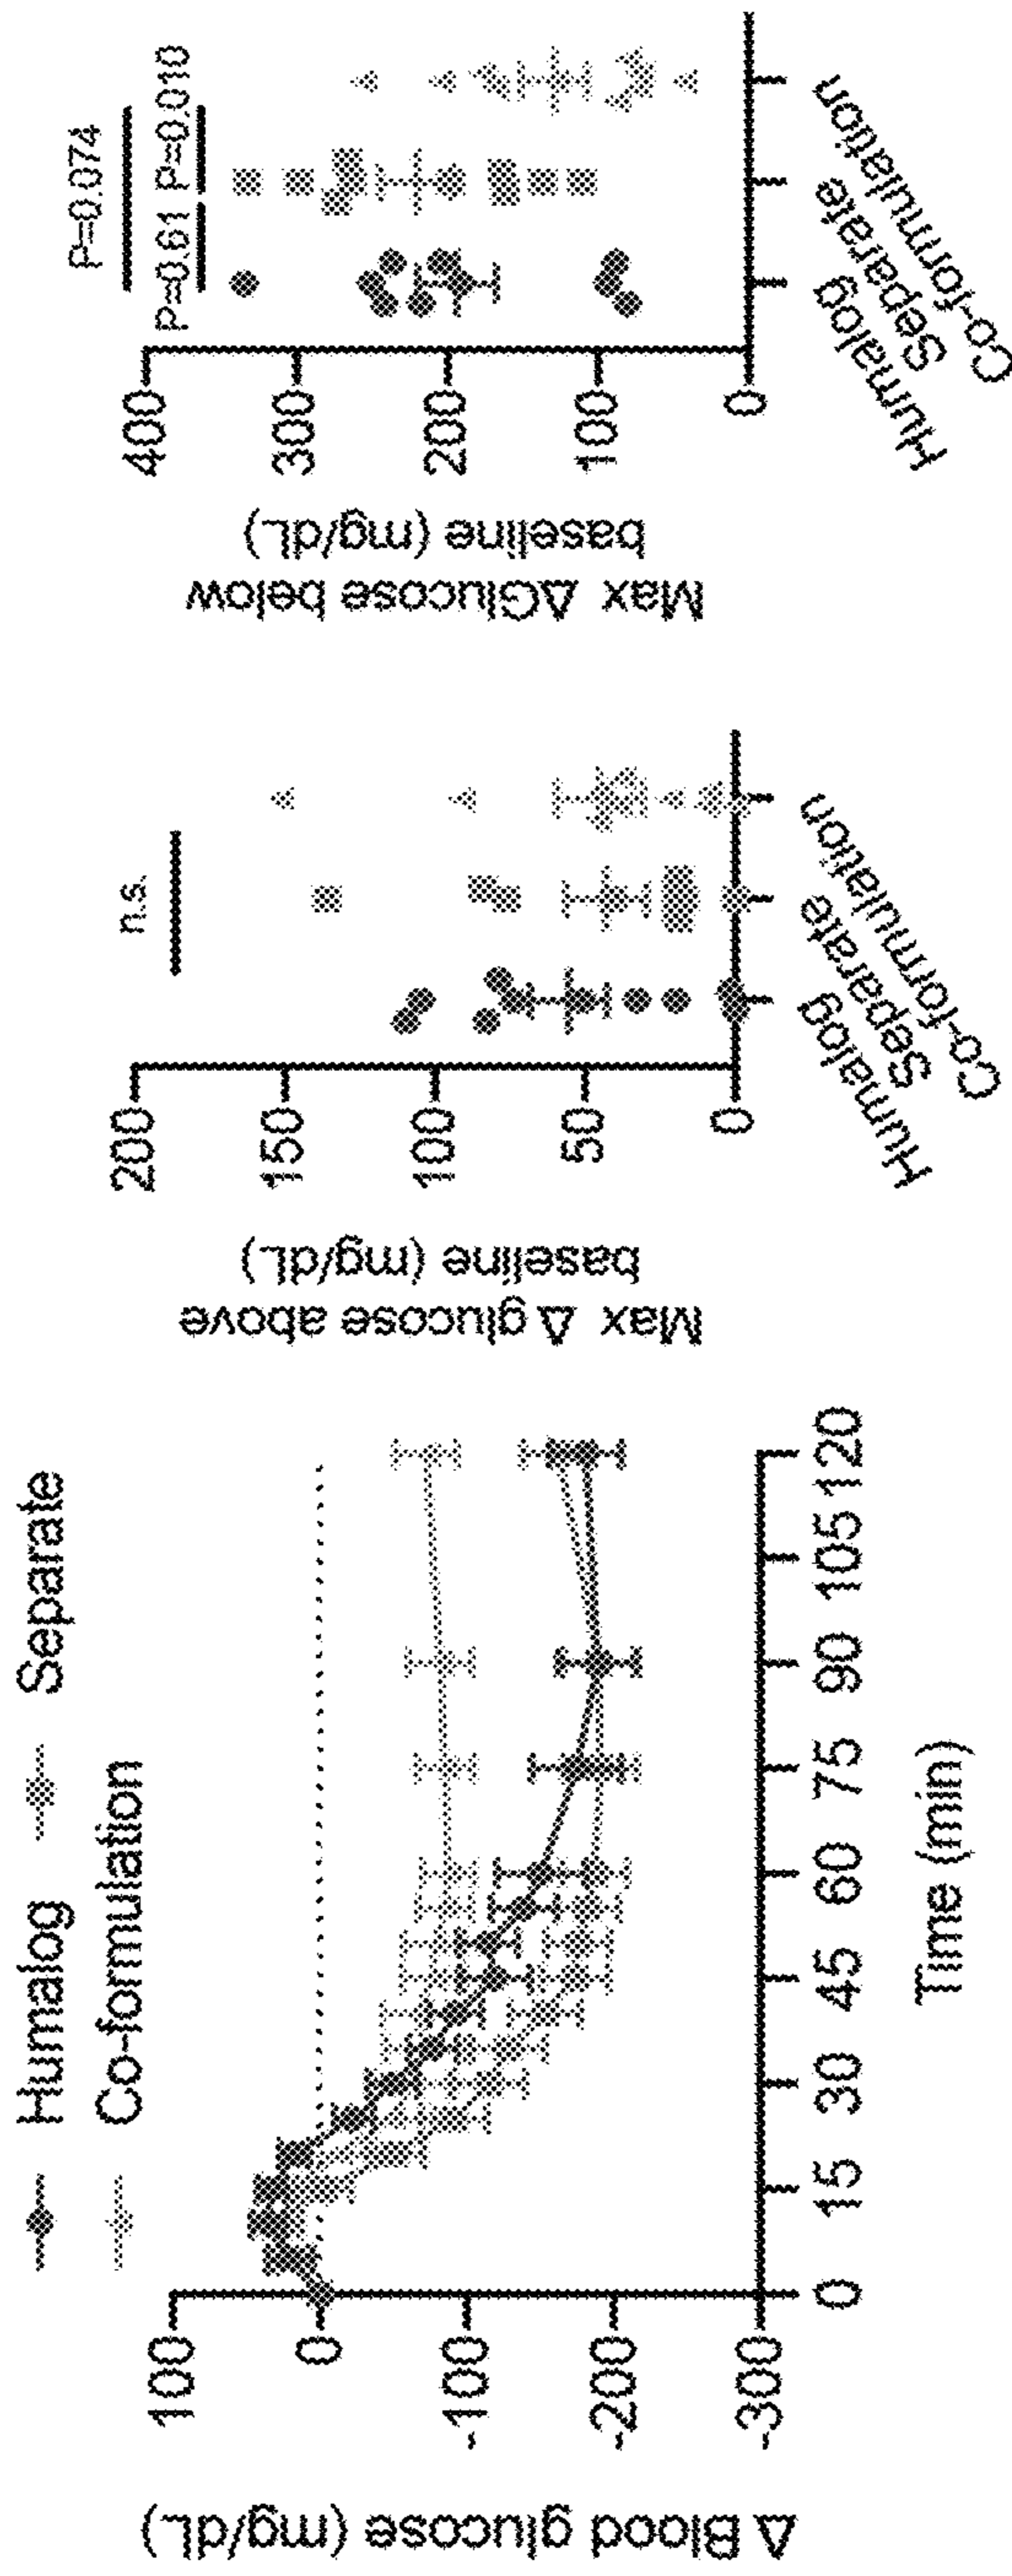 Humalog
Separate
Co-formulation
Δ Blood glucose (mg/dL)
100
0
-100
-200
-300
0 15 30 45 60 75 90 105 120
Time (min)
Max Δ glucose above
baseline (mg/dL)
200
150
100
50
0
n.s.
Humalog
Separate
Co-formulation
Max ΔGlucose below
baseline (mg/dL)
400
300
200
100
0
P=0.074
P=0.61 P=0.010
Humalog
Separate
Co-formulation